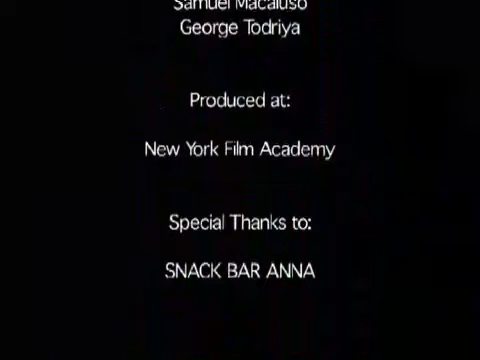 Samuel Macaluso
George Todriya
Produced at:
New York Film Academy
Special Thanks to:
SNACK BAR ANNA